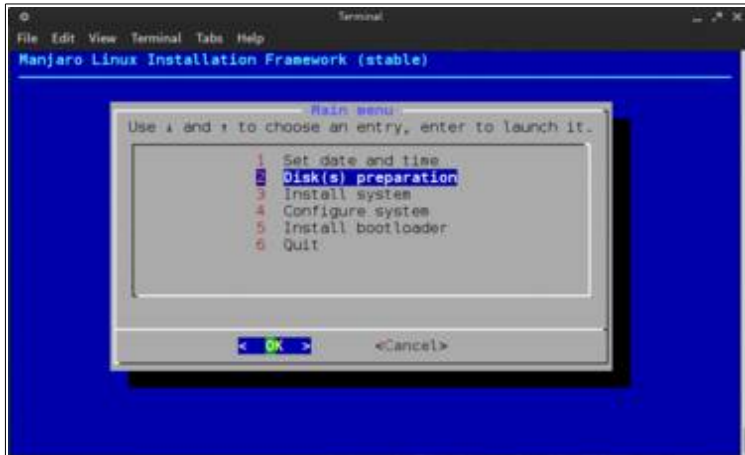 Terminal
File Edit View Terminal Tabs Help
Manjaro Linux Installation Framework (stable)
Main menu
Use ↓ and ↑ to choose an entry, enter to launch it.
1 Set date and time
2 Disk(s) preparation
3 Install system
4 Configure system
5 Install bootloader
6 Quit
< OK > <Cancel>